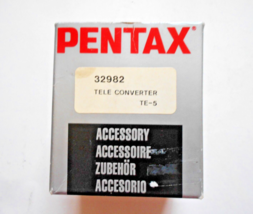 PENTAX
32982
TELE CONVERTER
TE-5
ACCESSORY
ACCESSOIRE
ZUBEHÖR
ACCESORIO